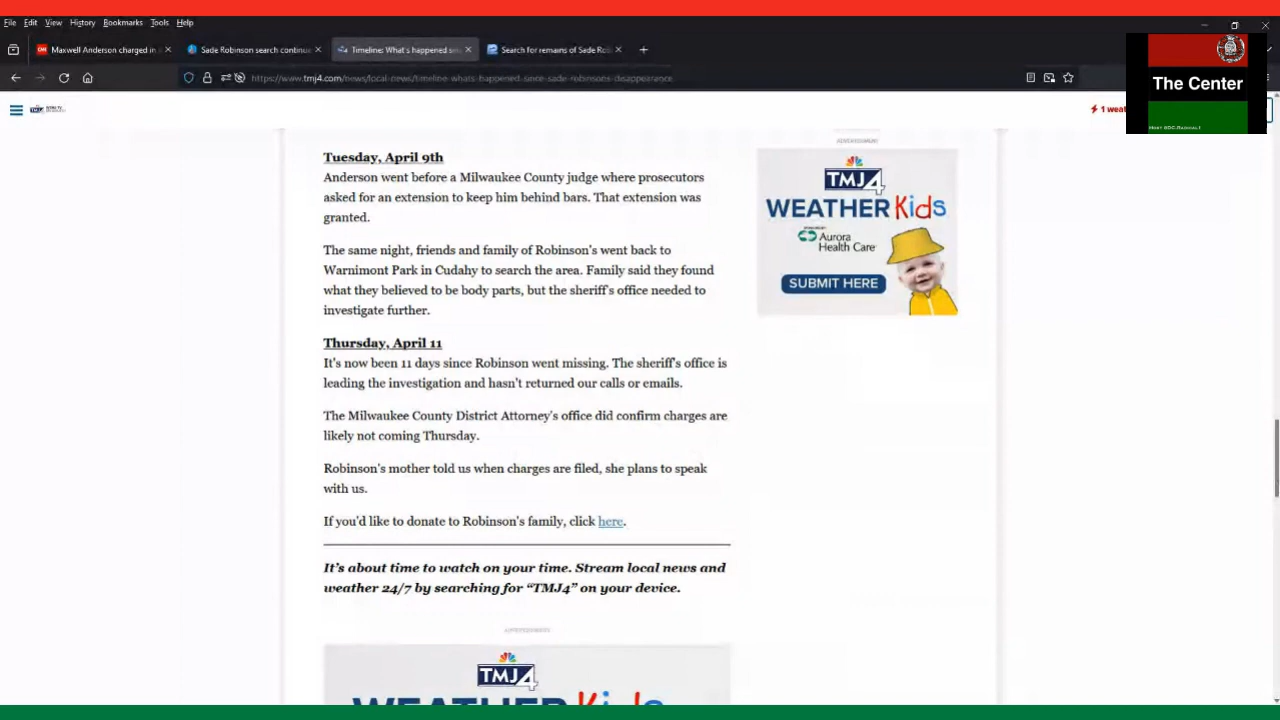 File Edit View History Bookmarks Tools Help
Maxwell Anderson charged in
Sade Robinson search continue
Timeline: What's happened sin
Search for remains of Sade Rob
https://www.tmj4.com/news/local-news/timeline-whats-happened-since-sade-robinsons-disappearance
1 weat
The Center
Tuesday, April 9th
Anderson went before a Milwaukee County judge where prosecutors
asked for an extension to keep him behind bars. That extension was
granted.
The same night, friends and family of Robinson's went back to
Warnimont Park in Cudahy to search the area. Family said they found
what they believed to be body parts, but the sheriff's office needed to
investigate further.
Thursday, April 11
It's now been 11 days since Robinson went missing. The sheriff's office is
leading the investigation and hasn't returned our calls or emails.
The Milwaukee County District Attorney's office did confirm charges are
likely not coming Thursday.
Robinson's mother told us when charges are filed, she plans to speak
with us.
If you'd like to donate to Robinson's family, click here.
It's about time to watch on your time. Stream local news and
weather 24/7 by searching for “TMJ4” on your device.
ADVERTISEMENT
TMJ4
WEATHER Kids
ADVERTISEMENT
TMJ4
WEATHER Kids
Aurora
Health Care
SUBMIT HERE